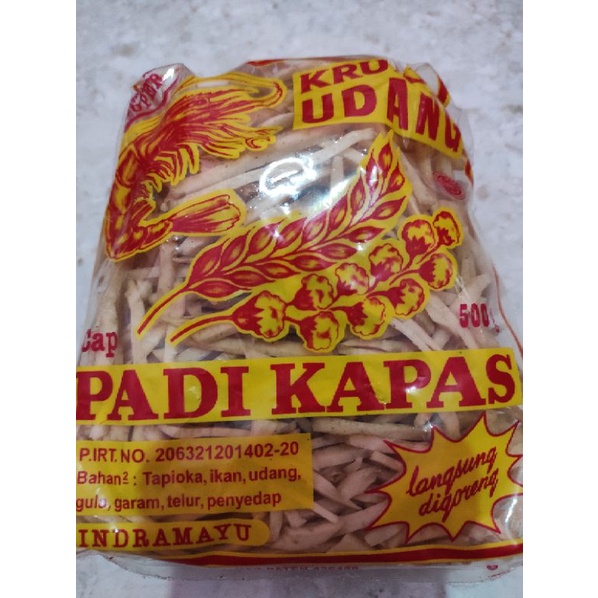 UDANG
Cap
500
PADI KAPAS
P.IRT.NO. 206321201402-20
Bahan²: Tapioka, ikan, udang,
gula, garam, telur, penyedap
langsung
digoreng
INDRAMAYU